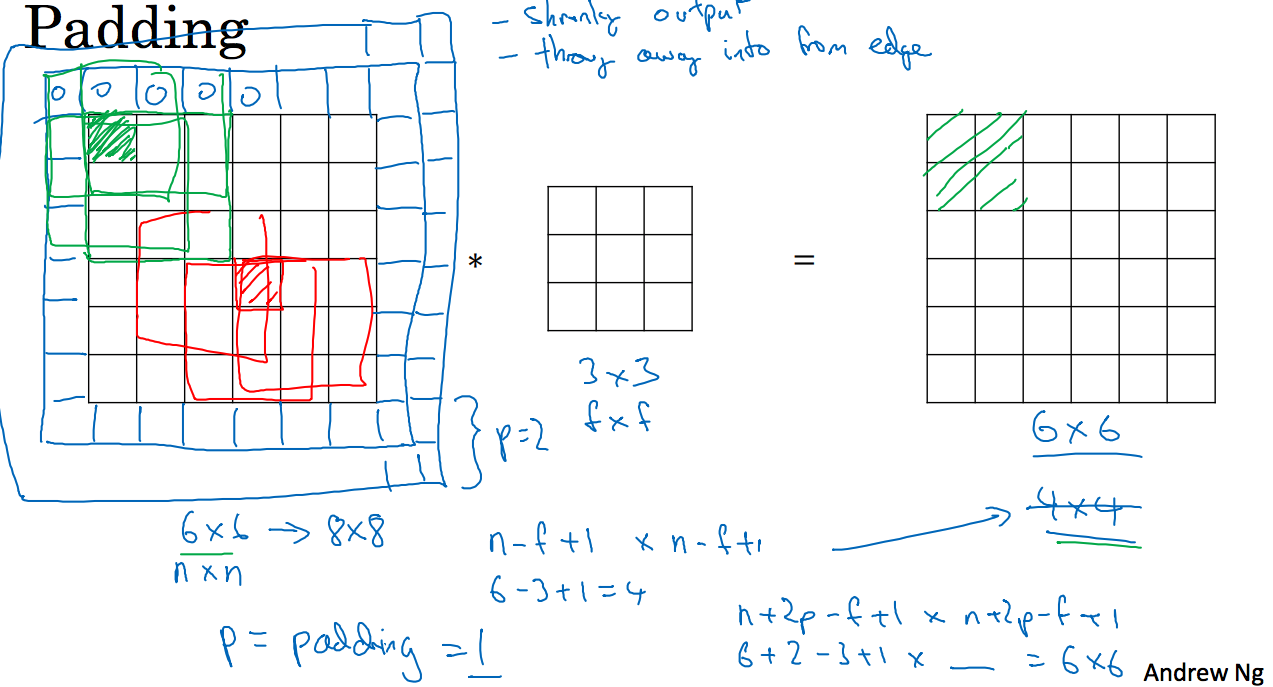 Padding
- shrinky output
- throw away info from edge
0 0 0 0 0
*
=
3 × 3
f × f
p=2
6 × 6
4 × 4
6 × 6 → 8 × 8
n × n
n - f + 1 × n - f + 1
6 - 3 + 1 = 4
p = padding = 1
n + 2p - f + 1 × n + 2p - f + 1
6 + 2 - 3 + 1 × __ = 6 × 6
Andrew Ng